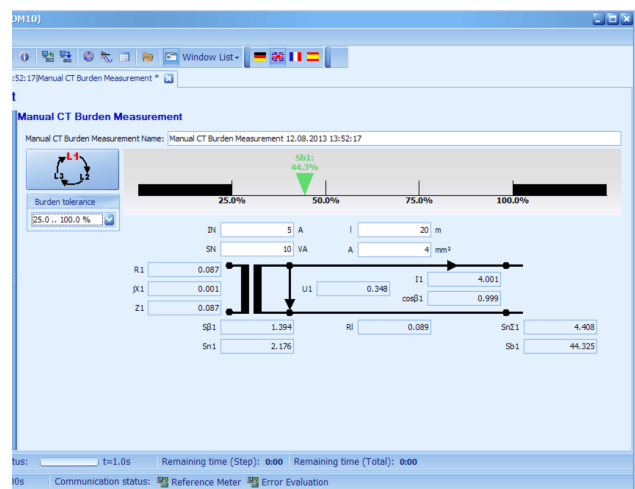 OM10)
Window List
:52:17|Manual CT Burden Measurement *
t
Manual CT Burden Measurement
Manual CT Burden Measurement Name: Manual CT Burden Measurement 12.08.2013 13:52:17
L1
L3 L2
Sb1:
44.3%
25.0% 50.0% 75.0% 100.0%
Burden tolerance
25.0 .. 100.0 %
IN 5 A l 20 m
SN 10 VA A 4 mm²
R1 0.087
I1 4.001
jX1 0.001
U1 0.348
cosβ1 0.999
Z1 0.087
Sβ1 1.394 Rl 0.089 SnΣ1 4.408
Sn1 2.176 Sb1 44.325
tus: t=1.0s Remaining time (Step): 0:00 Remaining time (Total): 0:00
00s Communication status: Reference Meter Error Evaluation